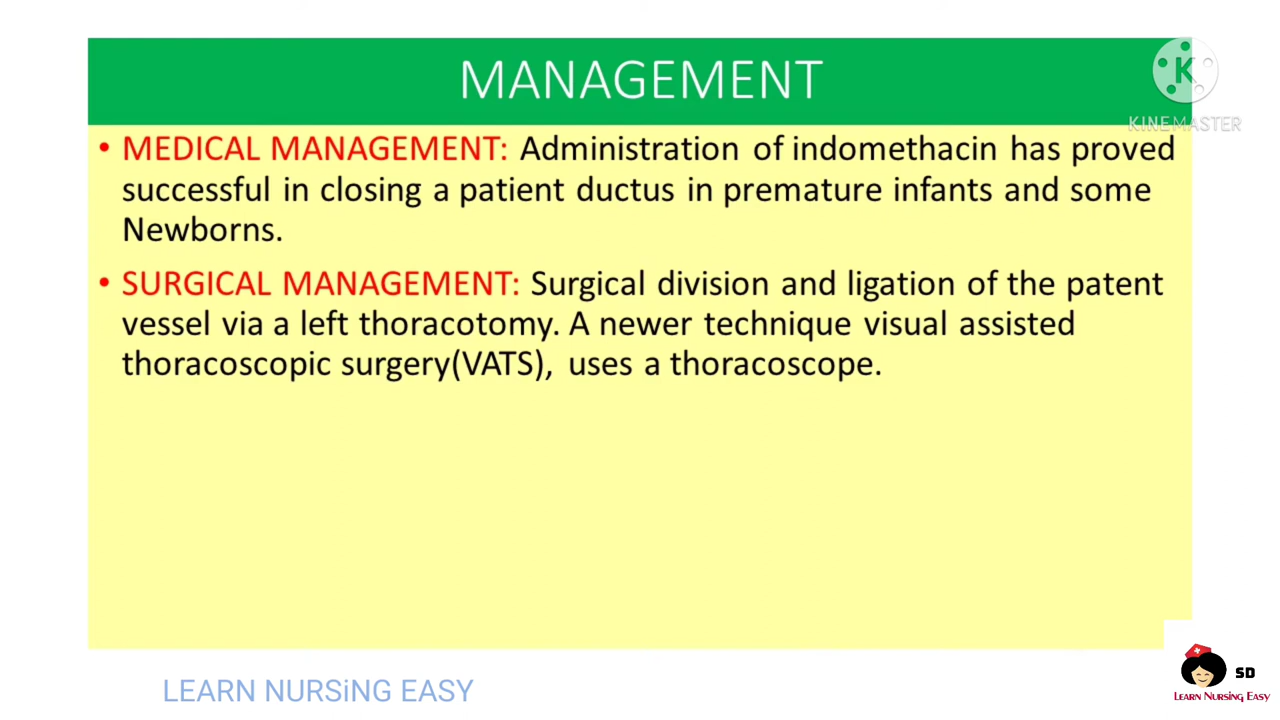 MANAGEMENT
K
KINEMASTER
• MEDICAL MANAGEMENT: Administration of indomethacin has proved
successful in closing a patient ductus in premature infants and some
Newborns.
• SURGICAL MANAGEMENT: Surgical division and ligation of the patent
vessel via a left thoracotomy. A newer technique visual assisted
thoracoscopic surgery(VATS), uses a thoracoscope.
LEARN NURSiNG EASY
SD
LEARN NURSING EASY